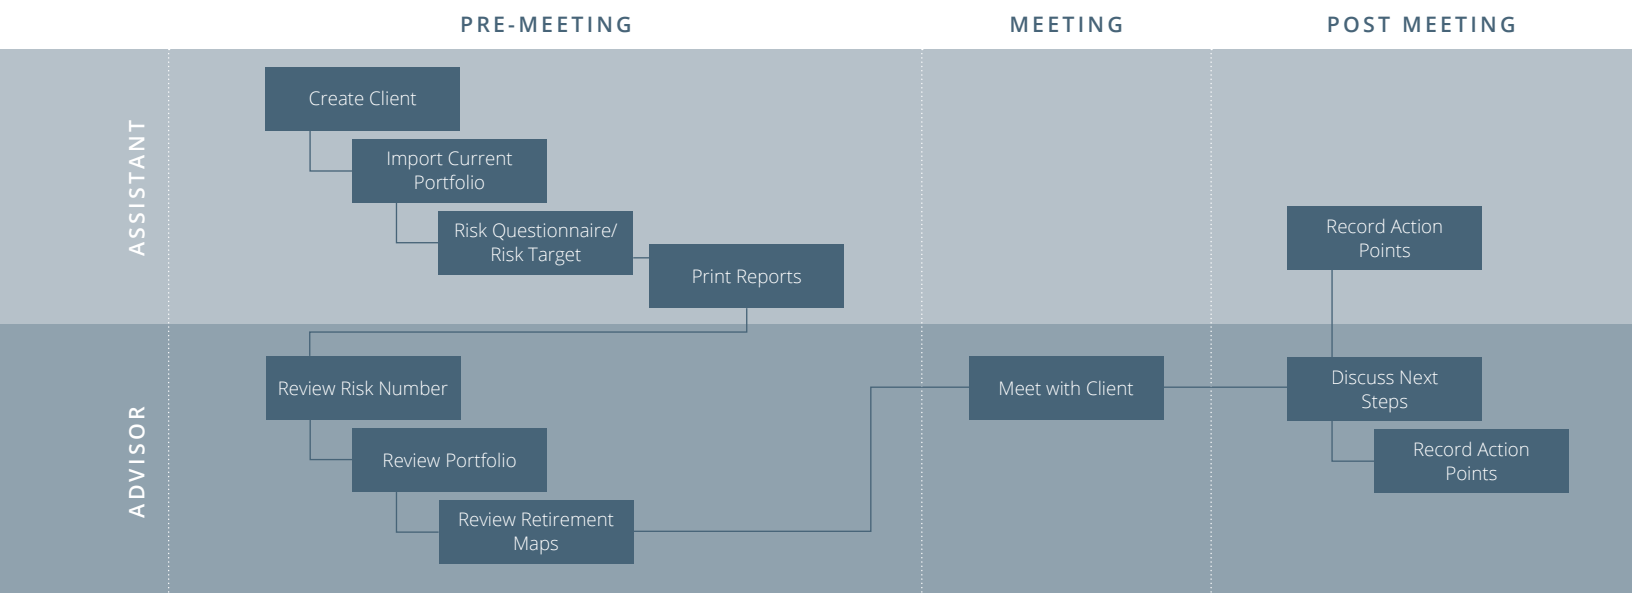 PRE-MEETING
MEETING
POST MEETING
ASSISTANT
Create Client
Import Current
Portfolio
Risk Questionnaire/
Risk Target
Print Reports
Record Action
Points
ADVISOR
Review Risk Number
Review Portfolio
Review Retirement
Maps
Meet with Client
Discuss Next
Steps
Record Action
Points